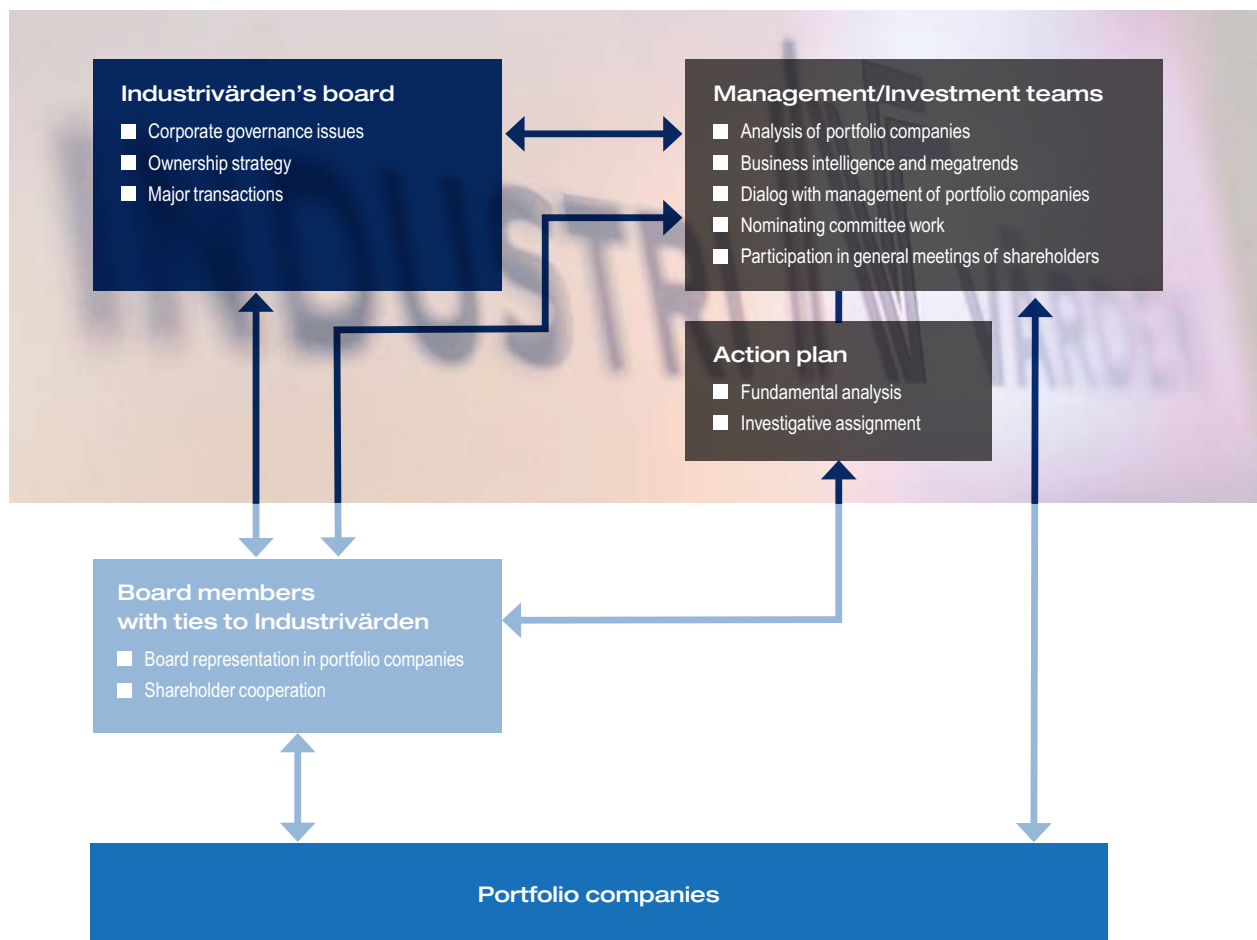 Industrivärden's board
Corporate governance issues
Ownership strategy
Major transactions
Management/Investment teams
Analysis of portfolio companies
Business intelligence and megatrends
Dialog with management of portfolio companies
Nominating committee work
Participation in general meetings of shareholders
Action plan
Fundamental analysis
Investigative assignment
Board members
with ties to Industrivärden
Board representation in portfolio companies
Shareholder cooperation
Portfolio companies
INDUSTRI VÄRDEN